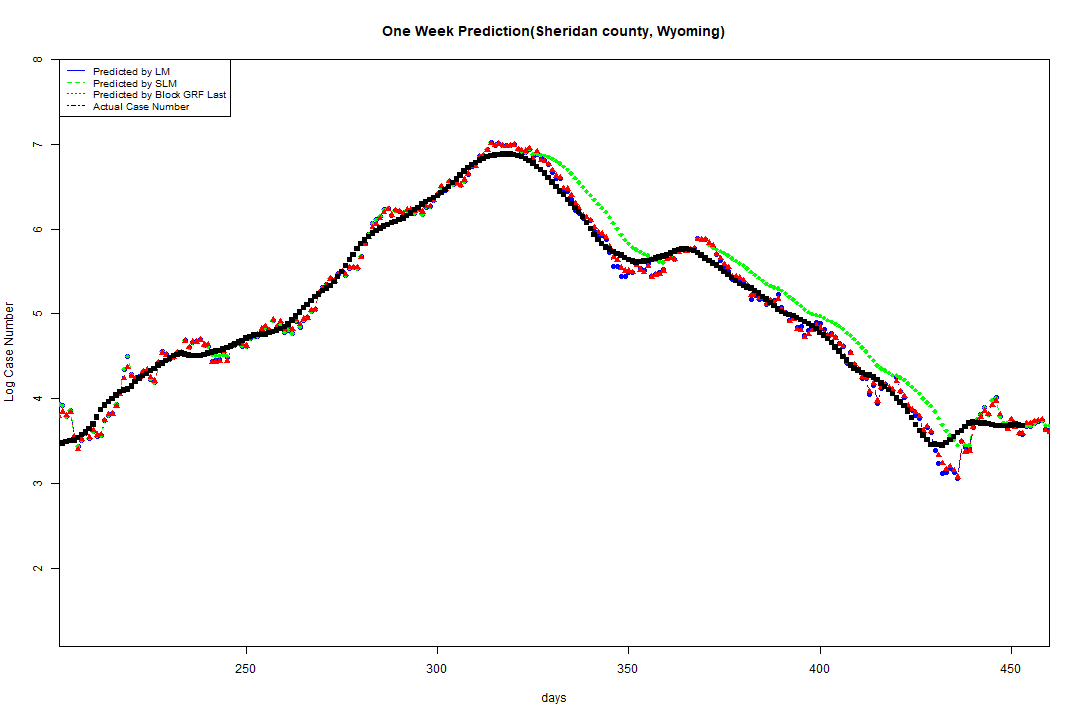 One Week Prediction(Sheridan county, Wyoming)
Predicted by LM
Predicted by SLM
Predicted by Block GRF Last
Actual Case Number
8
7
6
5
4
3
2
Log Case Number
250 300 350 400 450
days